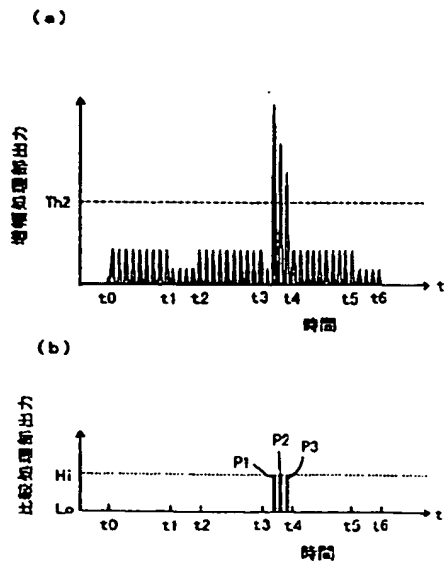 (a)
増幅処理部出力
Th2
t0 t1 t2 t3 t4 t5 t6 t
時間
(b)
比較処理部出力
P1 P2 P3
Hi
Lo
t0 t1 t2 t3 t4 t5 t6 t
時間